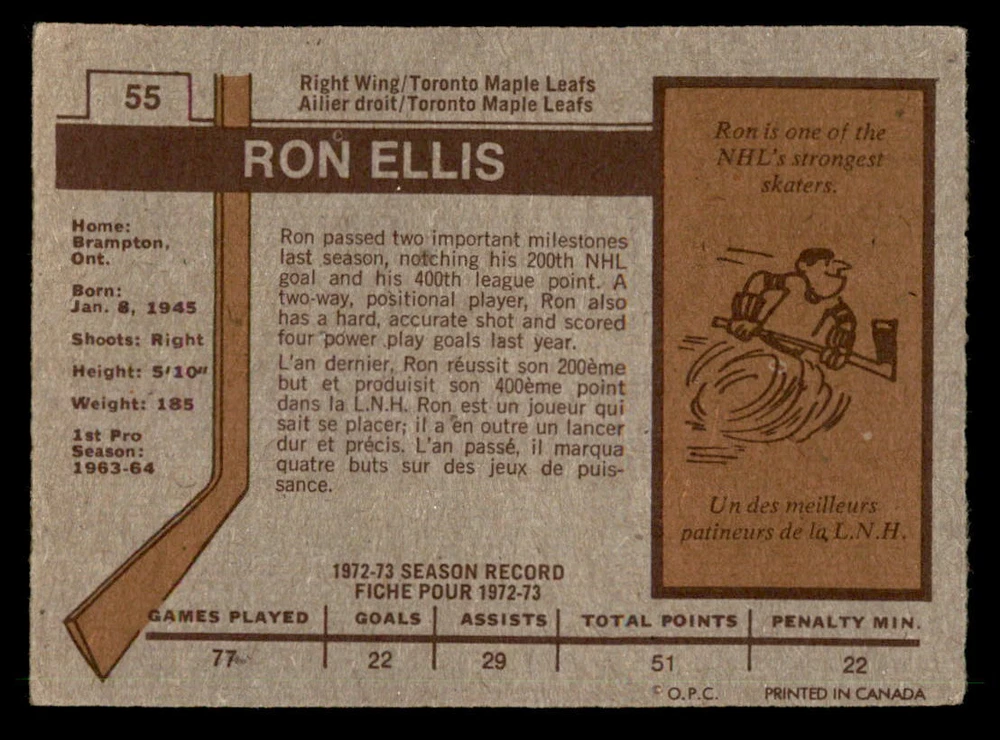 55
Right Wing/Toronto Maple Leafs
Ailier droit/Toronto Maple Leafs
©
RON ELLIS
Home:
Brampton,
Ont.
Born:
Jan. 8, 1945
Shoots: Right
Height: 5'10"
Weight: 185
1st Pro
Season:
1963-64
Ron passed two important milestones
last season, notching his 200th NHL
goal and his 400th league point. A
two-way, positional player, Ron also
has a hard, accurate shot and scored
four power play goals last year.
L'an dernier, Ron réussit son 200ème
but et produisit son 400ème point
dans la L.N.H. Ron est un joueur qui
sait se placer; il a en outre un lancer
dur et précis. L'an passé, il marqua
quatre buts sur des jeux de puis-
sance.
Ron is one of the
NHL's strongest
skaters.
Un des meilleurs
patineurs de la L.N.H.
1972-73 SEASON RECORD
FICHE POUR 1972-73
GAMES PLAYED GOALS ASSISTS TOTAL POINTS PENALTY MIN.
77 22 29 51 22
© O.P.C. PRINTED IN CANADA